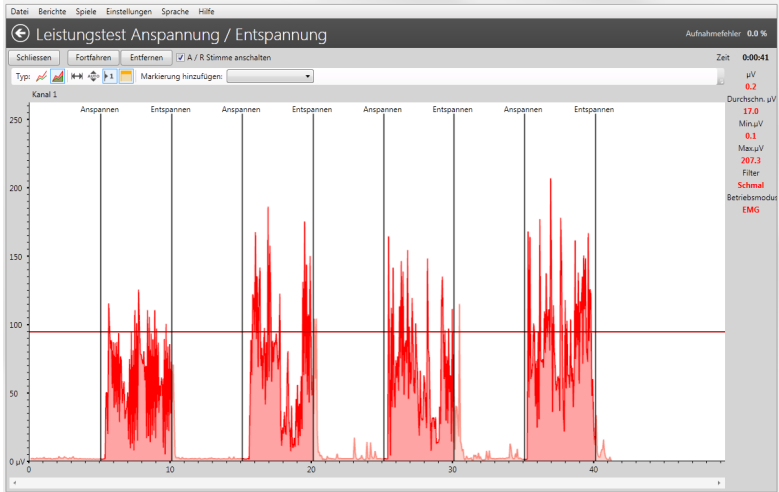 Datei Berichte Spiele Einstellungen Sprache Hilfe
Leistungstest Anspannung / Entspannung
Aufnahmefehler 0.0 %
Schliessen Fortfahren Entfernen A / R Stimme anschalten
Zeit 0:00:41
Typ: AUTO 1 Markierung hinzufügen:
Kanal 1
Anspannen Entspannen Anspannen Entspannen Anspannen Entspannen Anspannen Entspannen
250
200
150
100
50
0 µV
0 10 20 30 40
µV
0.2
Durchschn. µV
17.0
Min.µV
0.1
Max.µV
207.3
Filter
Schmal
Betriebsmodus
EMG